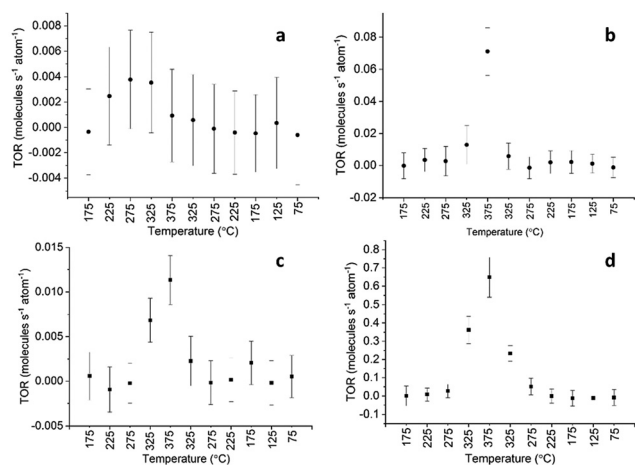 a
TOR (molecules s⁻¹ atom⁻¹)
0.008
0.006
0.004
0.002
0.000
-0.002
-0.004
175 225 275 325 375 325 275 225 175 125 75
Temperature (°C)
b
TOR (molecules s⁻¹ atom⁻¹)
0.08
0.06
0.04
0.02
0.00
-0.02
175 225 275 325 375 325 275 225 175 125 75
Temperature (°C)
c
TOR (molecules s⁻¹ atom⁻¹)
0.015
0.010
0.005
0.000
-0.005
175 225 275 325 375 325 275 225 175 125 75
Temperature (°C)
d
TOR (molecules s⁻¹ atom⁻¹)
0.8
0.7
0.6
0.5
0.4
0.3
0.2
0.1
0.0
-0.1
175 225 275 325 375 325 275 225 175 125 75
Temperature (°C)